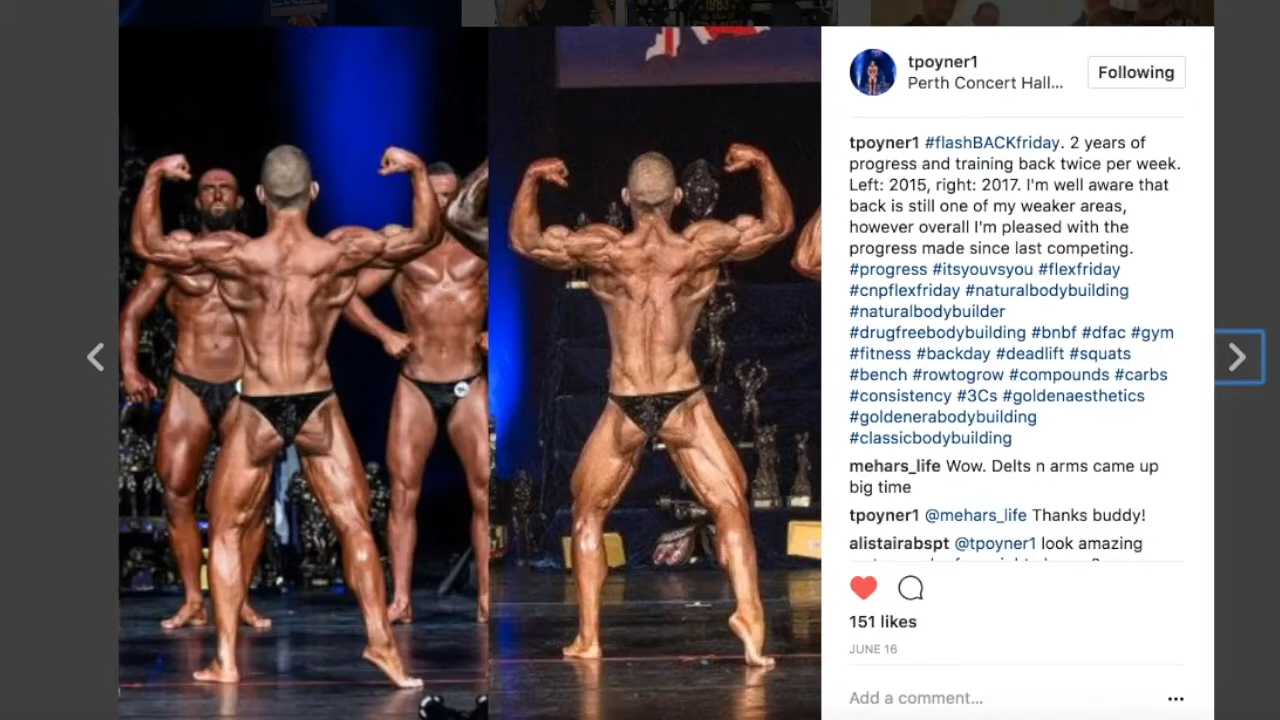 1983
tpoyner1
Following
Perth Concert Hall...
tpoyner1 #flashBACKfriday. 2 years of
progress and training back twice per week.
Left: 2015, right: 2017. I'm well aware that
back is still one of my weaker areas,
however overall I'm pleased with the
progress made since last competing.
#progress #itsyouvsyou #flexfriday
#cnpflexfriday #naturalbodybuilding
#naturalbodybuilder
#drugfreebodybuilding #bnbf #dfac #gym
#fitness #backday #deadlift #squats
#bench #rowtogrow #compounds #carbs
#consistency #3Cs #goldenaesthetics
#goldenerabodybuilding
#classicbodybuilding
mehars_life Wow. Delts n arms came up
big time
tpoyner1 @mehars_life Thanks buddy!
alistairabspt @tpoyner1 look amazing
151 likes
JUNE 16
Add a comment...